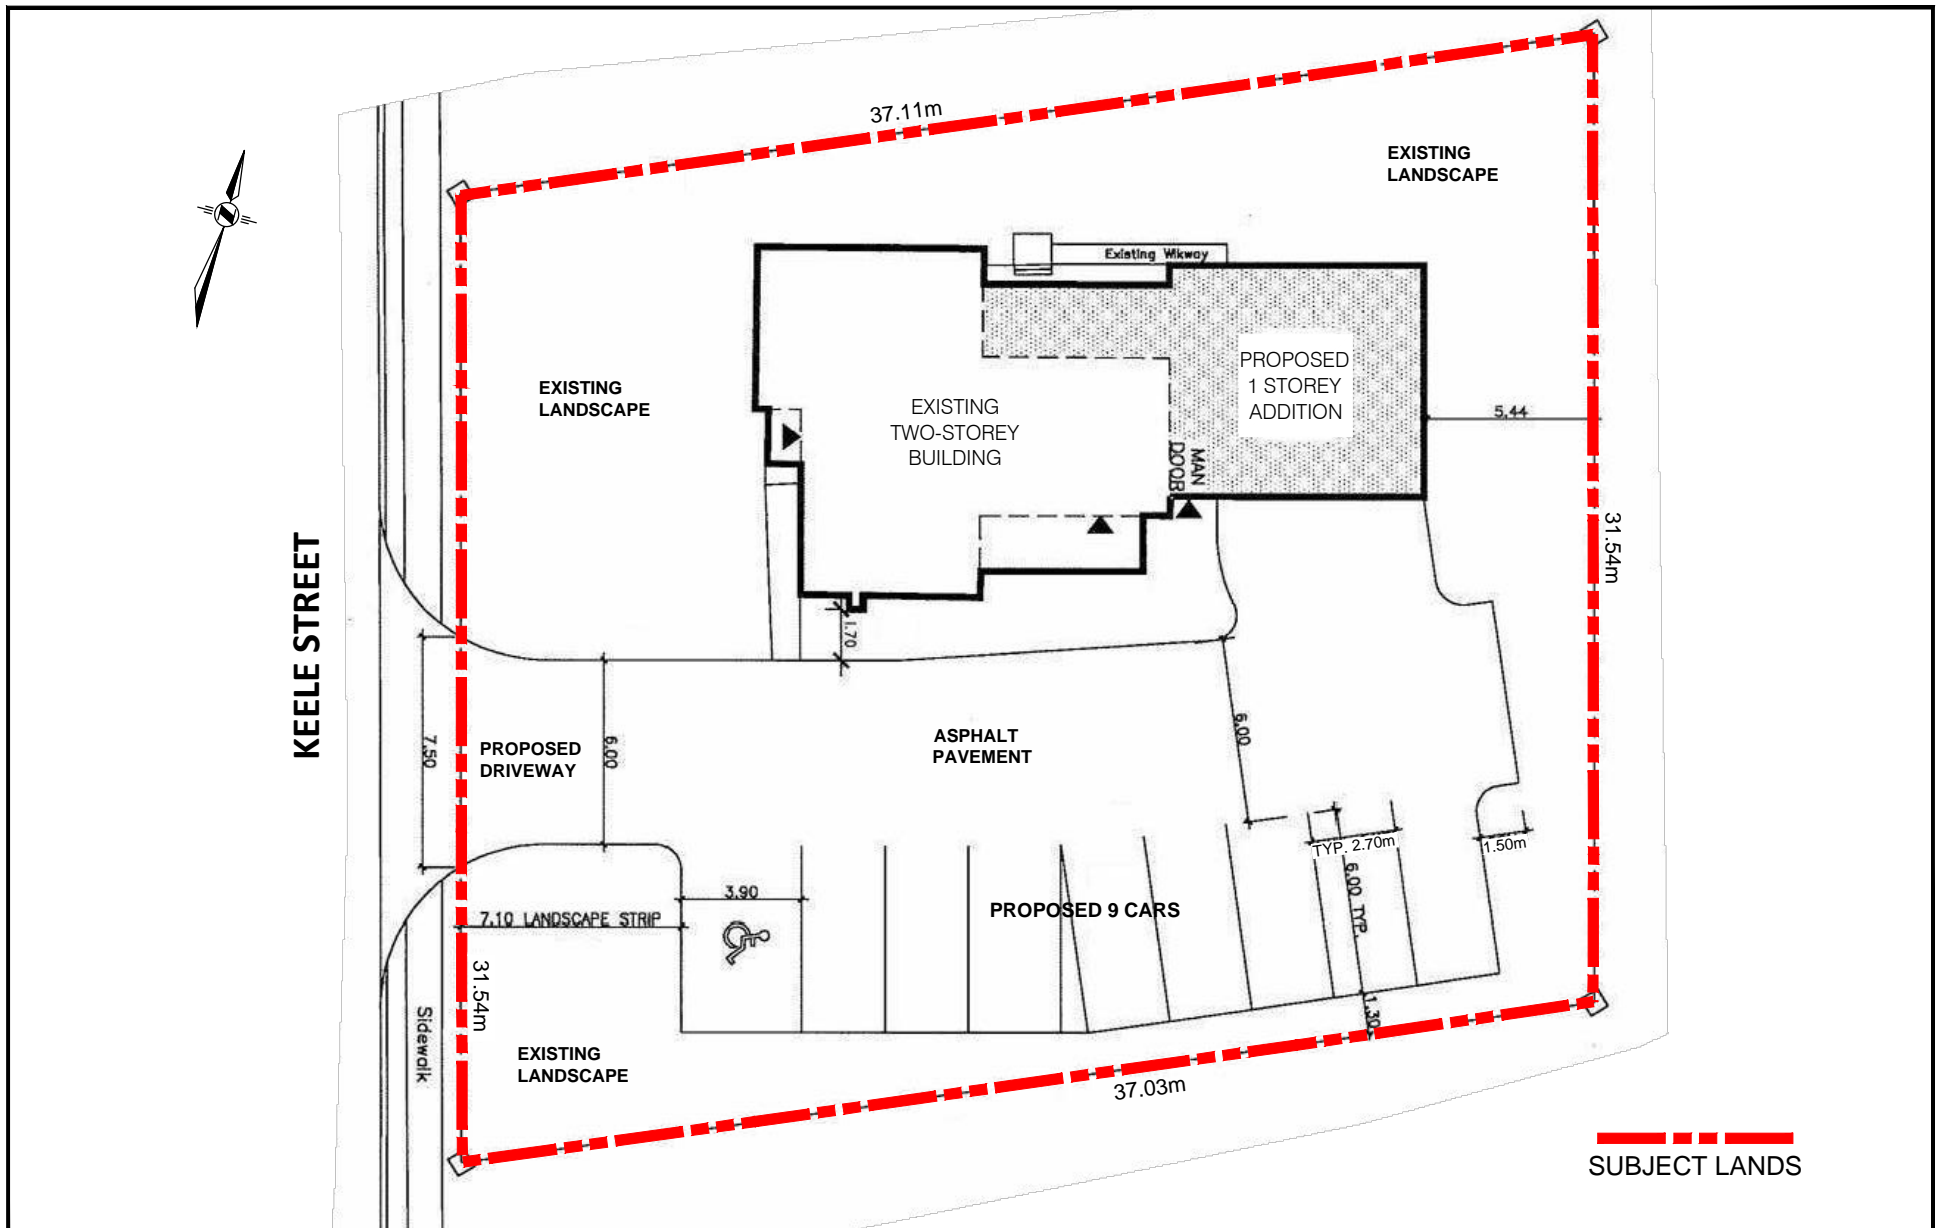 37.11m
EXISTING
LANDSCAPE
N
Existing Wlkway
PROPOSED
1 STOREY
ADDITION
EXISTING
LANDSCAPE
EXISTING
TWO-STOREY
BUILDING
5.44
MAN
DOOR
31.54m
KEELE STREET
1.70
7.50
PROPOSED
DRIVEWAY
6.00
ASPHALT
PAVEMENT
6.00
TYP. 2.70m
1.50m
3.90
6.00 TYP.
PROPOSED 9 CARS
7.10 LANDSCAPE STRIP
31.54m
Sidewalk
1.30
EXISTING
LANDSCAPE
37.03m
SUBJECT LANDS